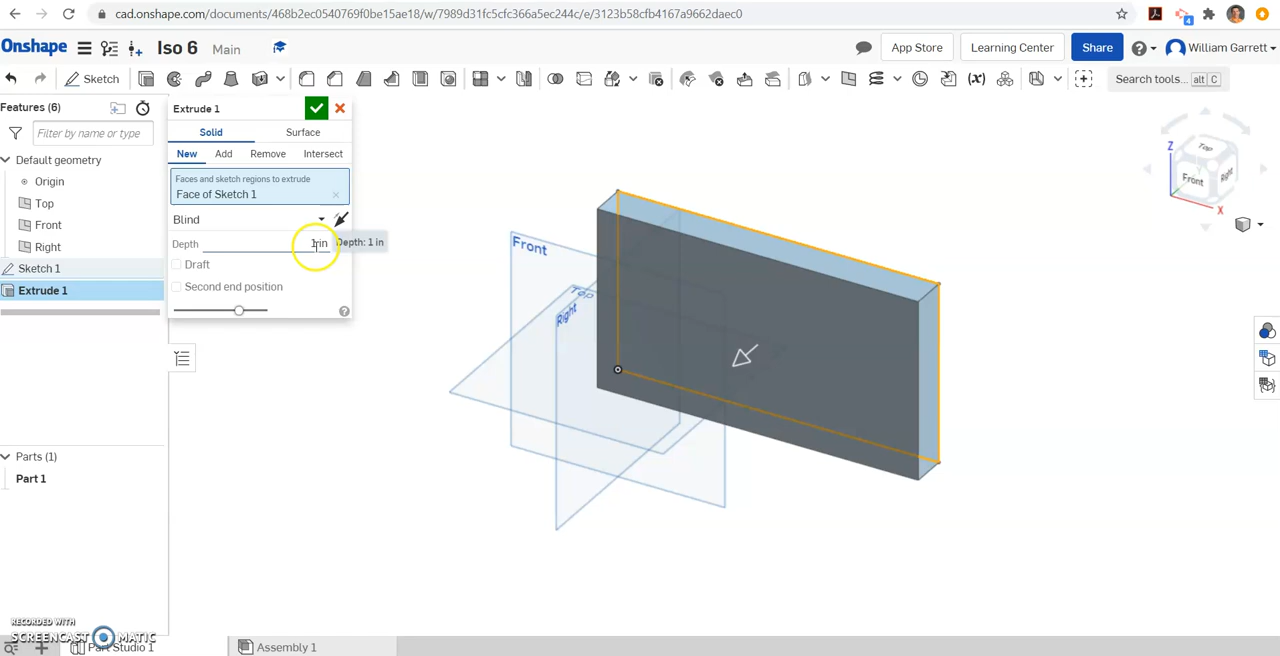 cad.onshape.com/documents/468b2ec0540769f0be15ae18/w/7989d31fc5cfc366a5ec244c/e/3123b58cfb4167a9662daec0
4
Onshape Iso 6 Main App Store Learning Center Share ? William Garrett
Sketch (x) Search tools... alt C
Features (6)
Filter by name or type
Default geometry
Origin
Top
Front
Right
Sketch 1
Extrude 1
Parts (1)
Part 1
Extrude 1
Solid Surface
New Add Remove Intersect
Faces and sketch regions to extrude
Face of Sketch 1
Blind
Depth 1in
Depth: 1 in
Draft
Second end position
?
Front
Top
Right
Z
Top
Front
Right
X
RECORDED WITH
SCREENCAST MATIC
Part Studio 1 Assembly 1